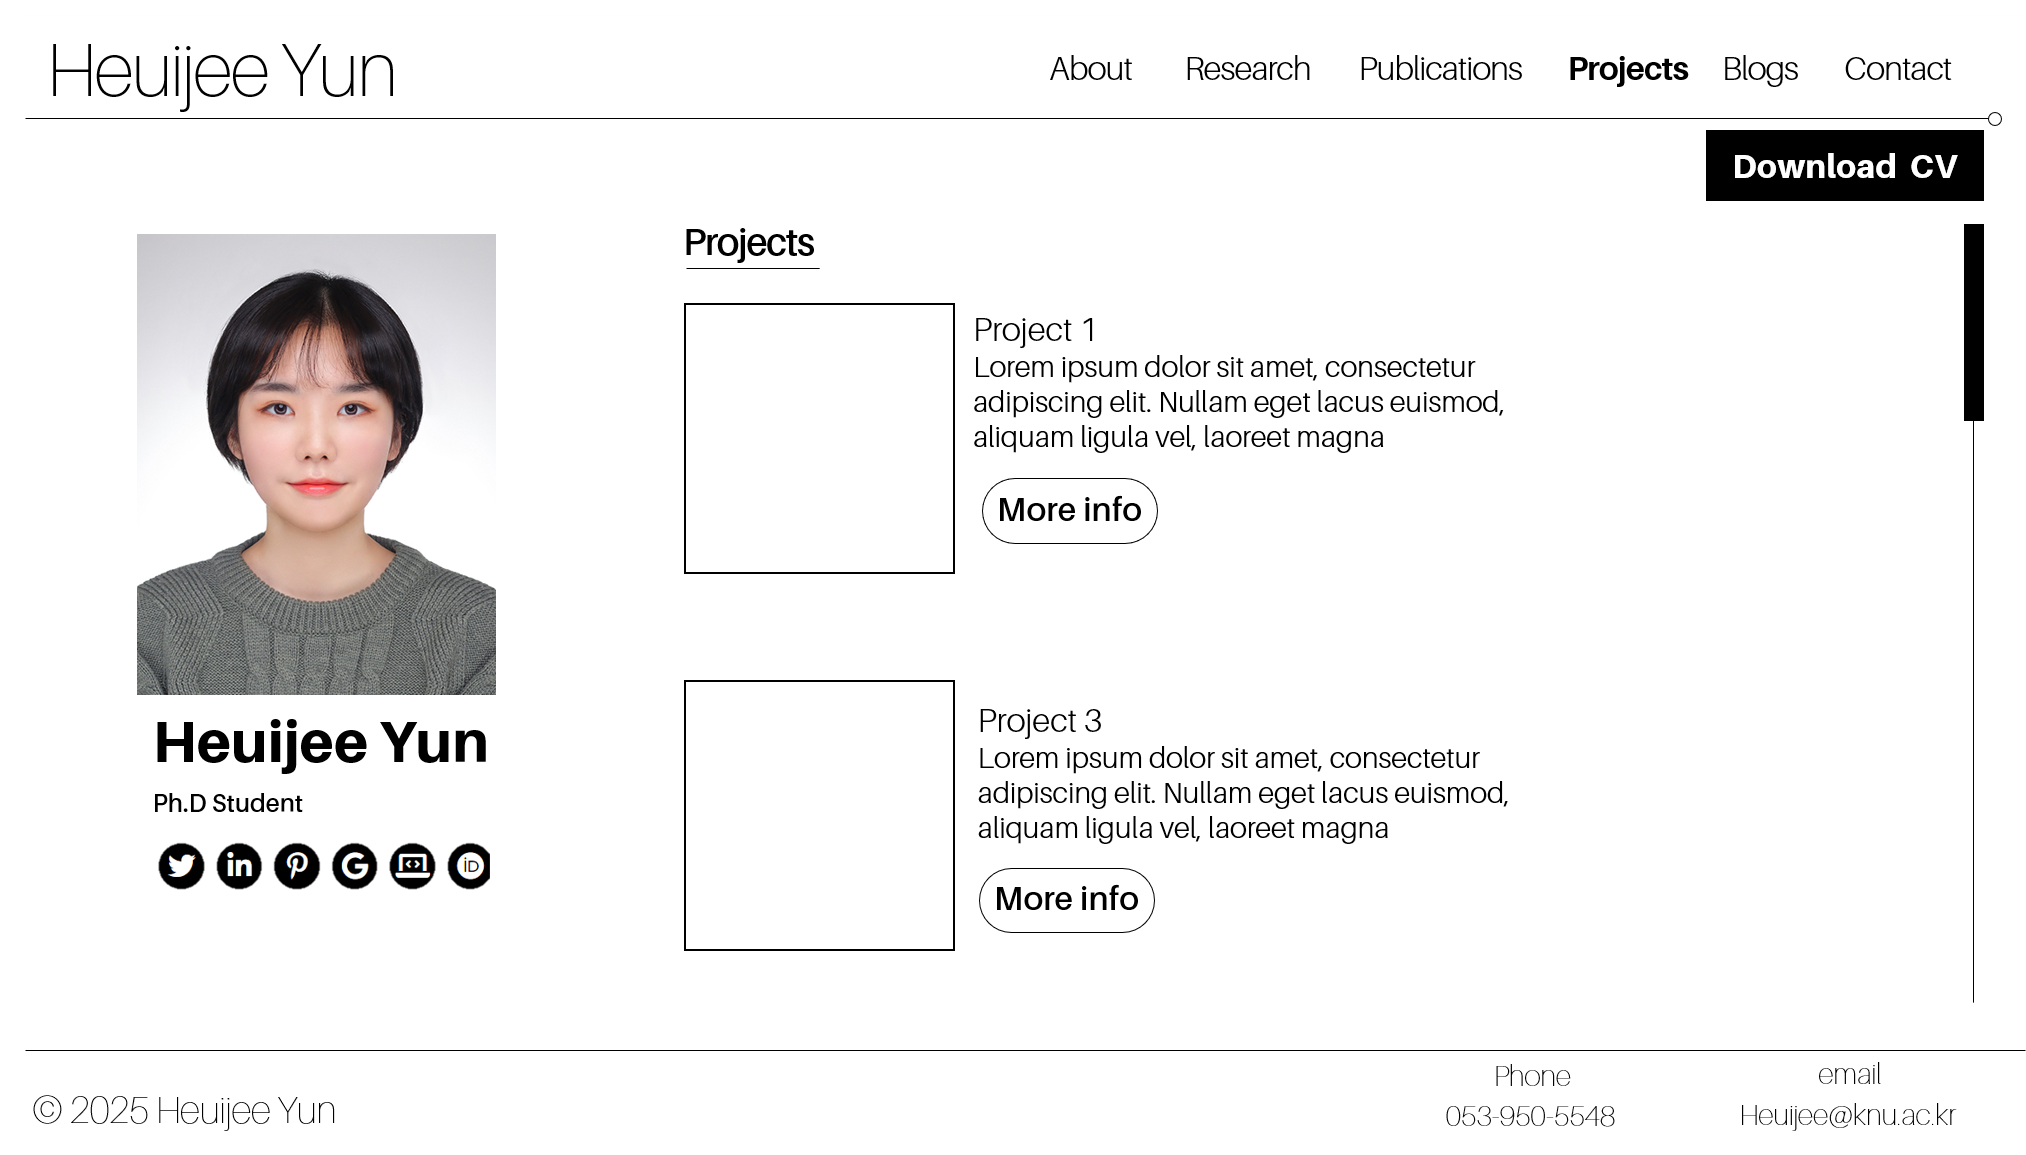 Heuijee Yun
About Research Publications Projects Blogs Contact
Download CV
Projects
Project 1
Lorem ipsum dolor sit amet, consectetur
adipiscing elit. Nullam eget lacus euismod,
aliquam ligula vel, laoreet magna
More info
Heuijee Yun
Ph.D Student
in
G
iD
Project 3
Lorem ipsum dolor sit amet, consectetur
adipiscing elit. Nullam eget lacus euismod,
aliquam ligula vel, laoreet magna
More info
© 2025 Heuijee Yun
Phone
053-950-5548
email
Heuijee@knu.ac.kr